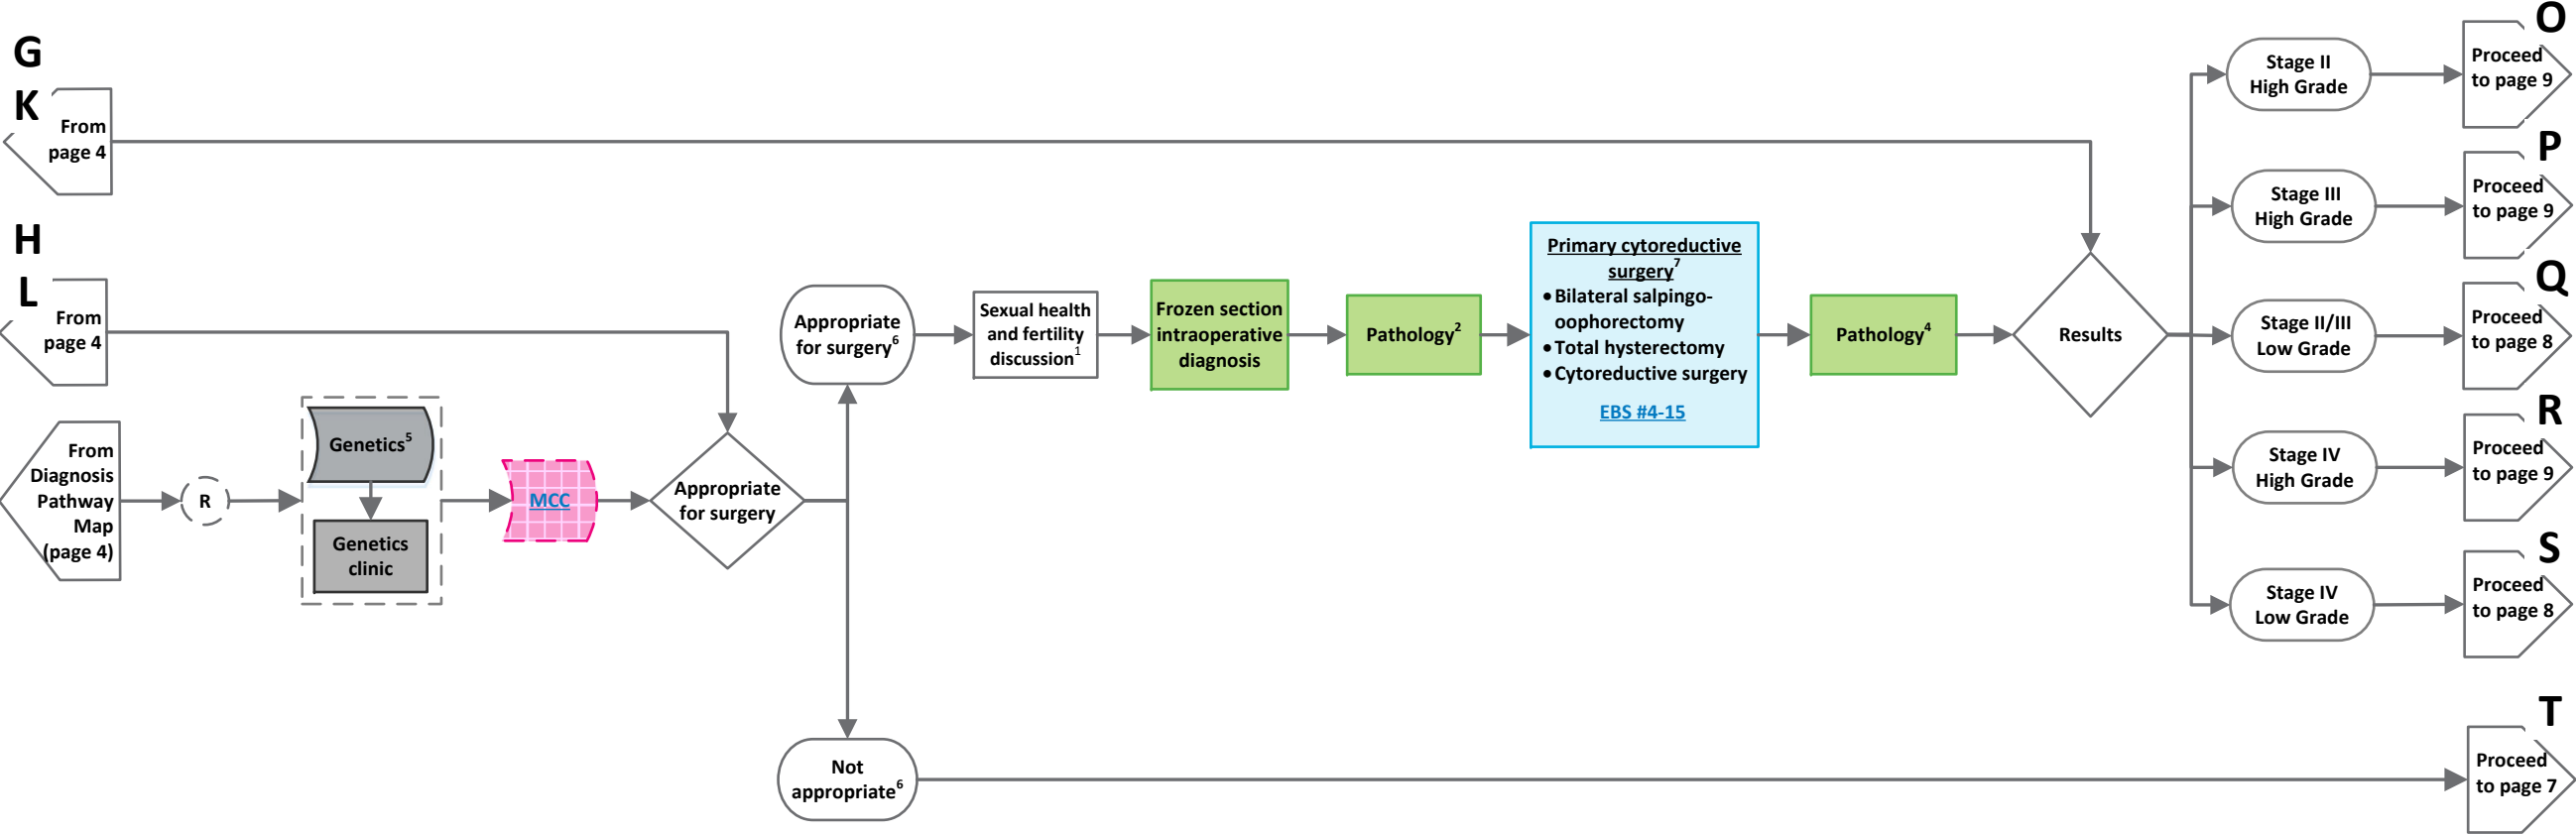 G
K
From
page 4
H
L
From
page 4
From
Diagnosis
Pathway
Map
(page 4)
R
Genetics5
Genetics
clinic
MCC
Appropriate
for surgery
Appropriate
for surgery6
Not
appropriate6
Sexual health
and fertility
discussion1
Frozen section
intraoperative
diagnosis
Pathology2
Primary cytoreductive
surgery7
• Bilateral salpingo-
oophorectomy
• Total hysterectomy
• Cytoreductive surgery
EBS #4-15
Pathology4
Results
Stage II
High Grade
O
Proceed
to page 9
Stage III
High Grade
P
Proceed
to page 9
Stage II/III
Low Grade
Q
Proceed
to page 8
Stage IV
High Grade
R
Proceed
to page 9
Stage IV
Low Grade
S
Proceed
to page 8
T
Proceed
to page 7